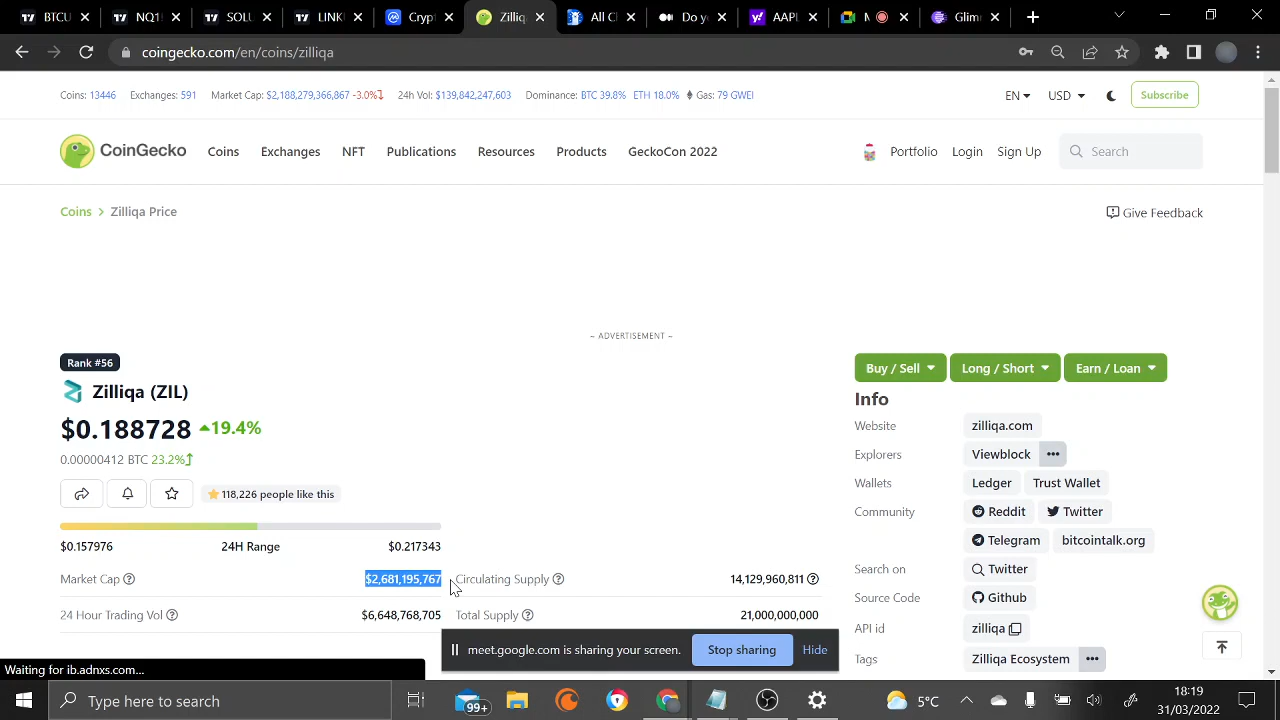 BTCU
NQ1!
SOLU
LINKU
Crypt
Zilliqa
All C
Do yo
AAPL
M
Glim
coingecko.com/en/coins/zilliqa
Coins: 13446 Exchanges: 591 Market Cap: $2,188,279,366,867 -3.0% 24h Vol: $139,842,247,603 Dominance: BTC 39.8% ETH 18.0% Gas: 79 GWEI
EN USD Subscribe
CoinGecko Coins Exchanges NFT Publications Resources Products GeckoCon 2022 Portfolio Login Sign Up Search
Coins > Zilliqa Price
Give Feedback
~ ADVERTISEMENT ~
Rank #56
Zilliqa (ZIL)
$0.188728 19.4%
0.00000412 BTC 23.2%
118,226 people like this
$0.157976 24H Range $0.217343
Market Cap $2,681,195,767 Circulating Supply 14,129,960,811
24 Hour Trading Vol $6,648,768,705 Total Supply 21,000,000,000
Buy / Sell Long / Short Earn / Loan
Info
Website zilliqa.com
Explorers Viewblock
Wallets Ledger Trust Wallet
Community Reddit Twitter
Telegram bitcointalk.org
Search on Twitter
Source Code Github
API id zilliqa
Tags Zilliqa Ecosystem
meet.google.com is sharing your screen. Stop sharing Hide
Waiting for ib.adnxs.com...
Type here to search
99+
5°C
18:19
31/03/2022